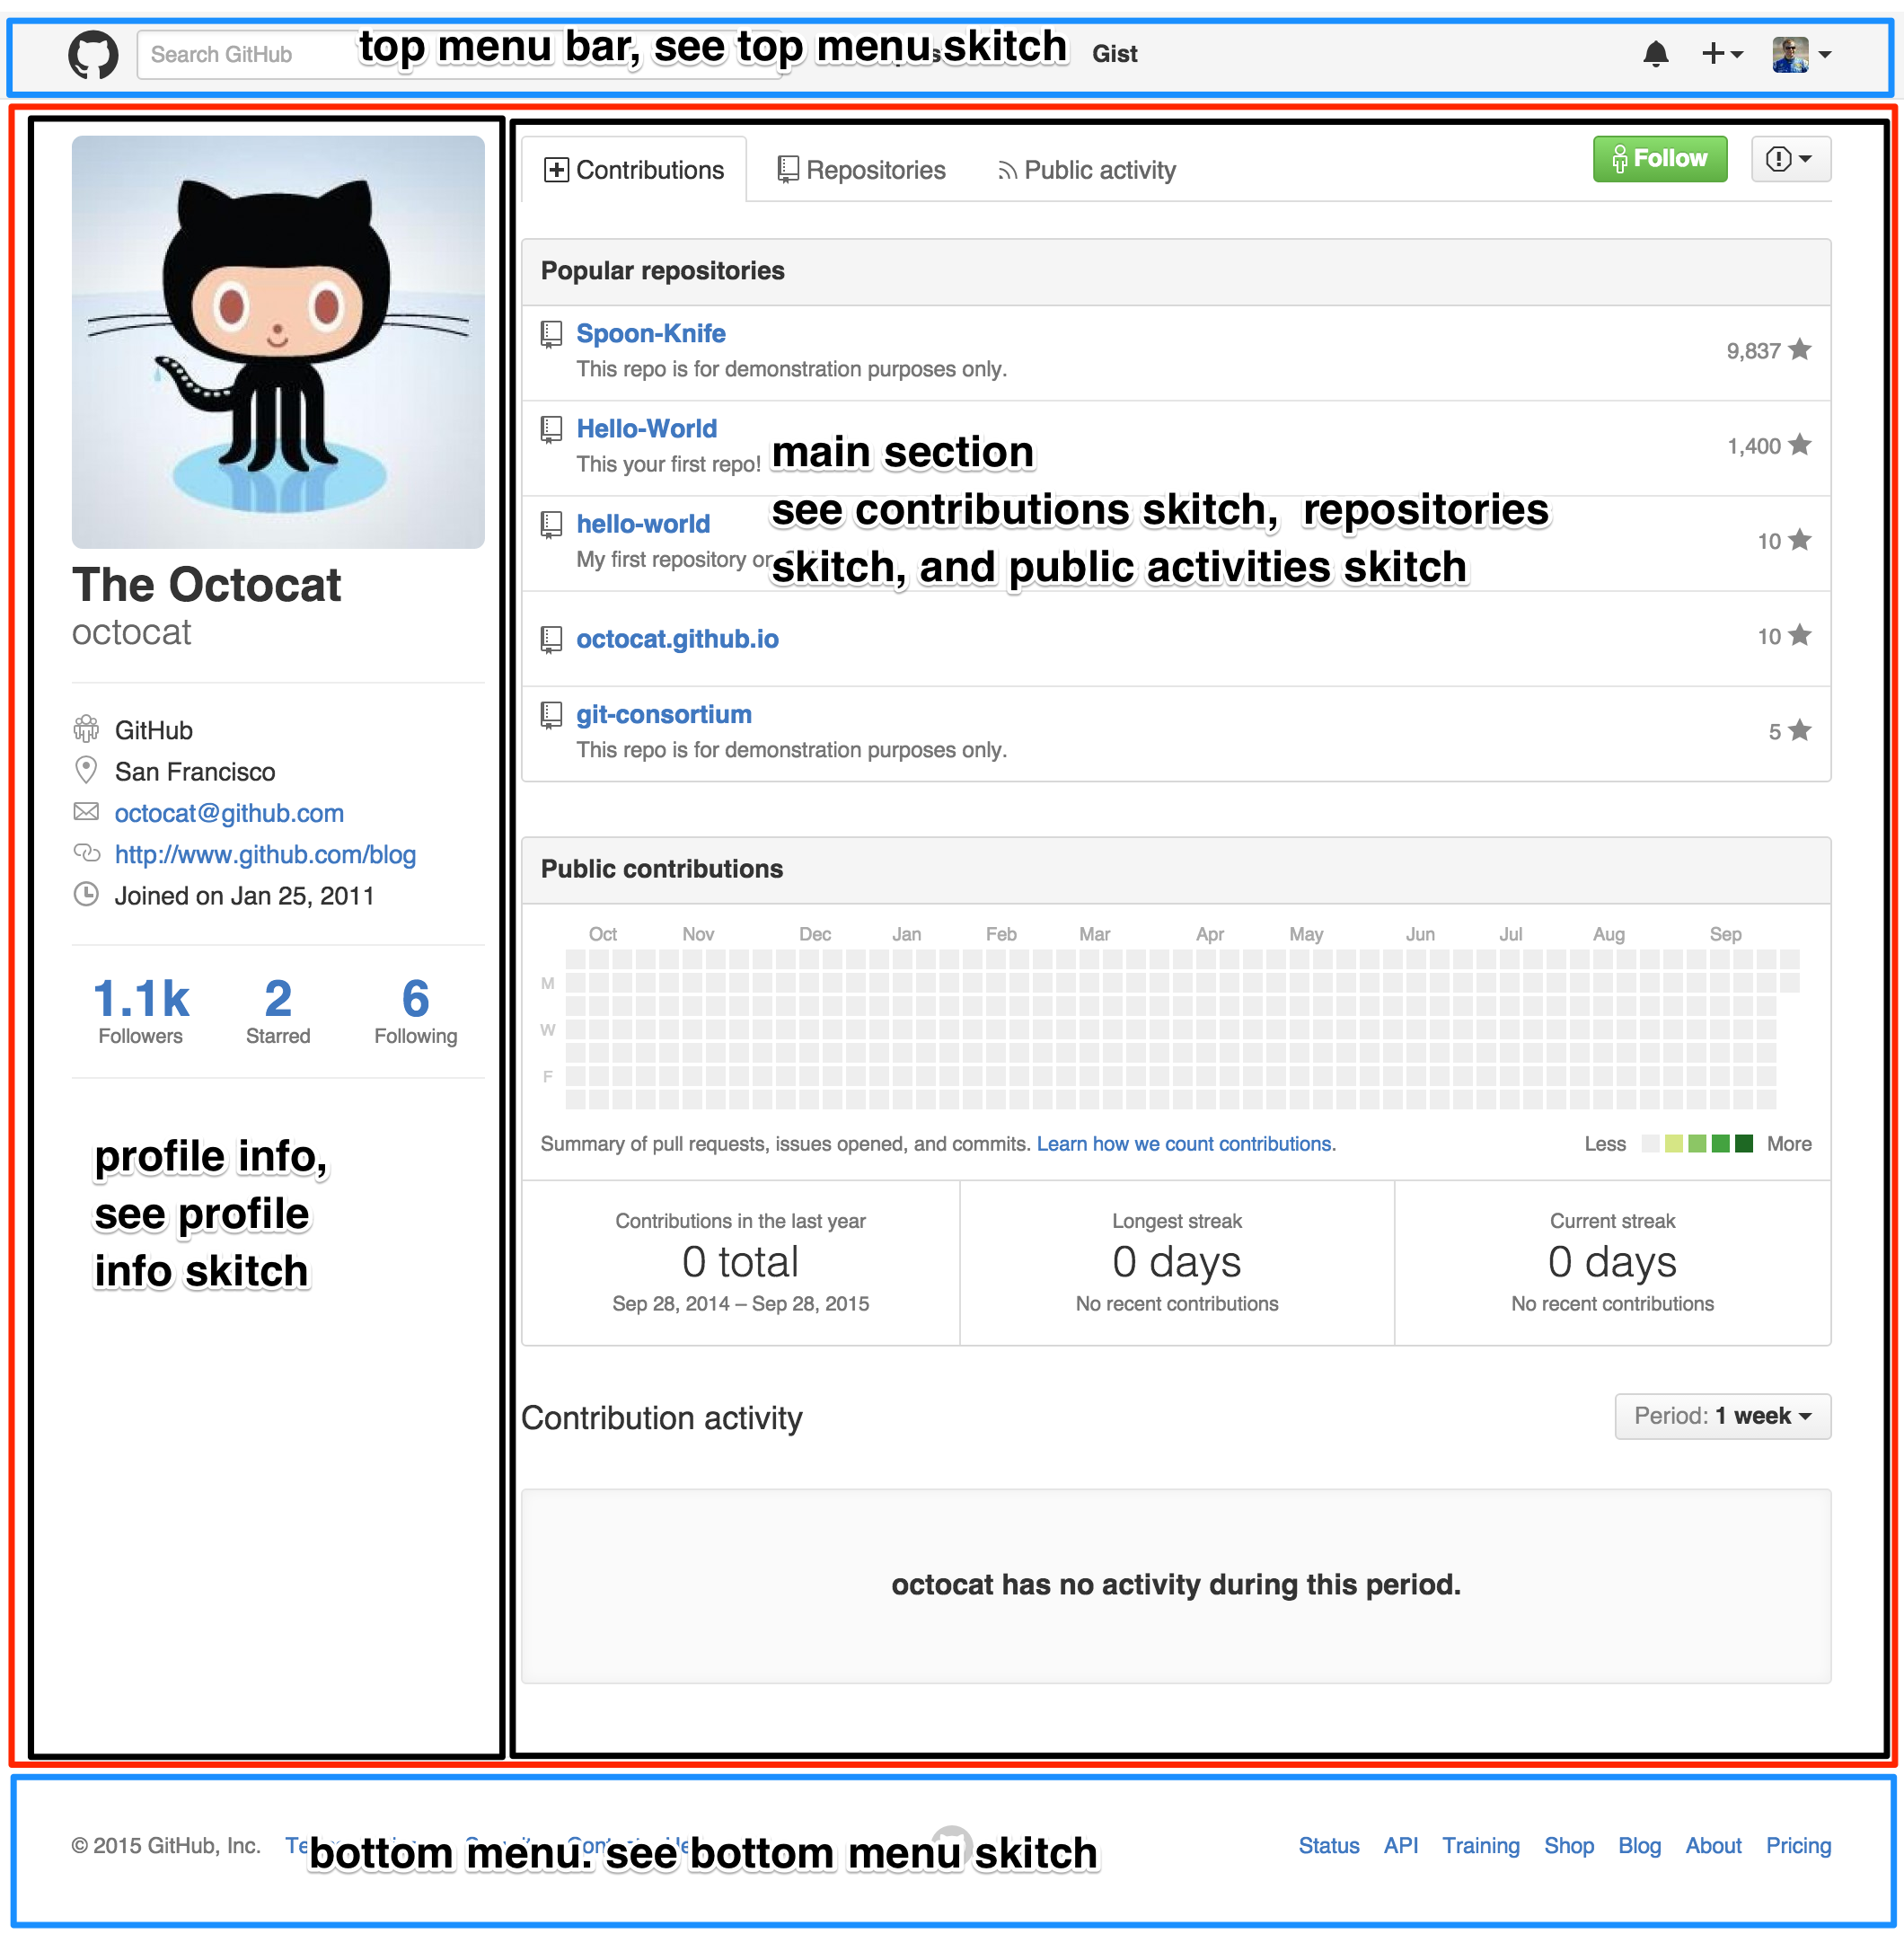 Search GitHub
top menu bar, see top menu skitch
Gist
Contributions
Repositories
Public activity
Follow
Popular repositories
Spoon-Knife
This repo is for demonstration purposes only.
9,837
Hello-World
This your first repo!
1,400
main section
see contributions skitch, repositories
skitch, and public activities skitch
hello-world
My first repository
10
octocat.github.io
10
git-consortium
This repo is for demonstration purposes only.
5
The Octocat
octocat
GitHub
San Francisco
octocat@github.com
http://www.github.com/blog
Joined on Jan 25, 2011
1.1k
Followers
2
Starred
6
Following
profile info,
see profile
info skitch
Public contributions
Oct Nov Dec Jan Feb Mar Apr May Jun Jul Aug Sep
M
W
F
Summary of pull requests, issues opened, and commits. Learn how we count contributions.
Less
More
Contributions in the last year
0 total
Sep 28, 2014 – Sep 28, 2015
Longest streak
0 days
No recent contributions
Current streak
0 days
No recent contributions
Contribution activity
Period: 1 week
octocat has no activity during this period.
© 2015 GitHub, Inc.
bottom menu. see bottom menu skitch
Status API Training Shop Blog About Pricing